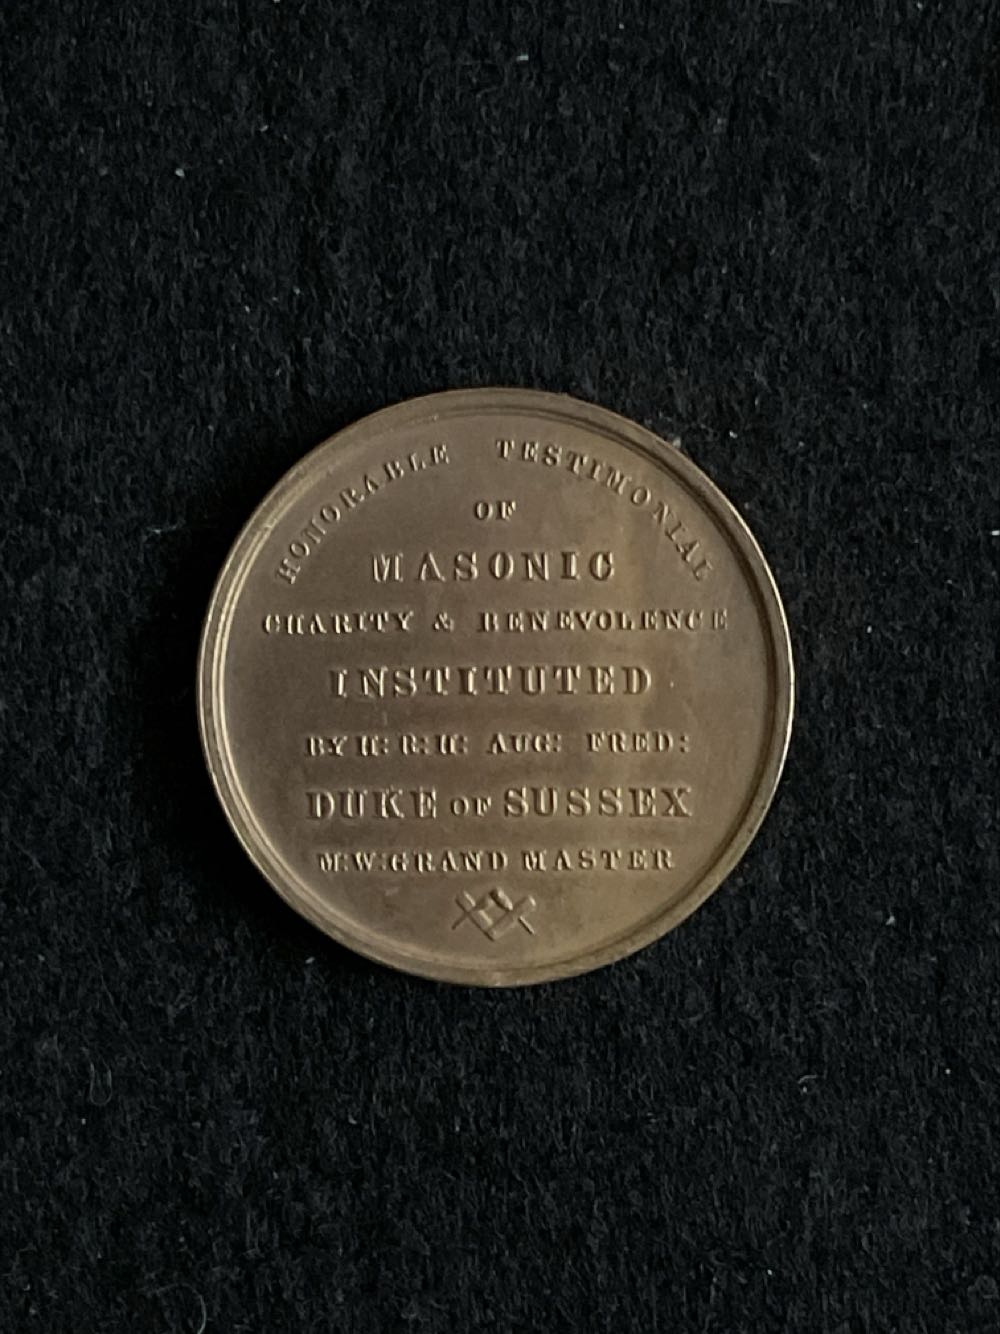 HONORABLE TESTIMONIAL
OF
MASONIC
CHARITY & BENEVOLENCE
INSTITUTED
BY H: R: H: AUG: FRED:
DUKE OF SUSSEX
M:W:GRAND MASTER